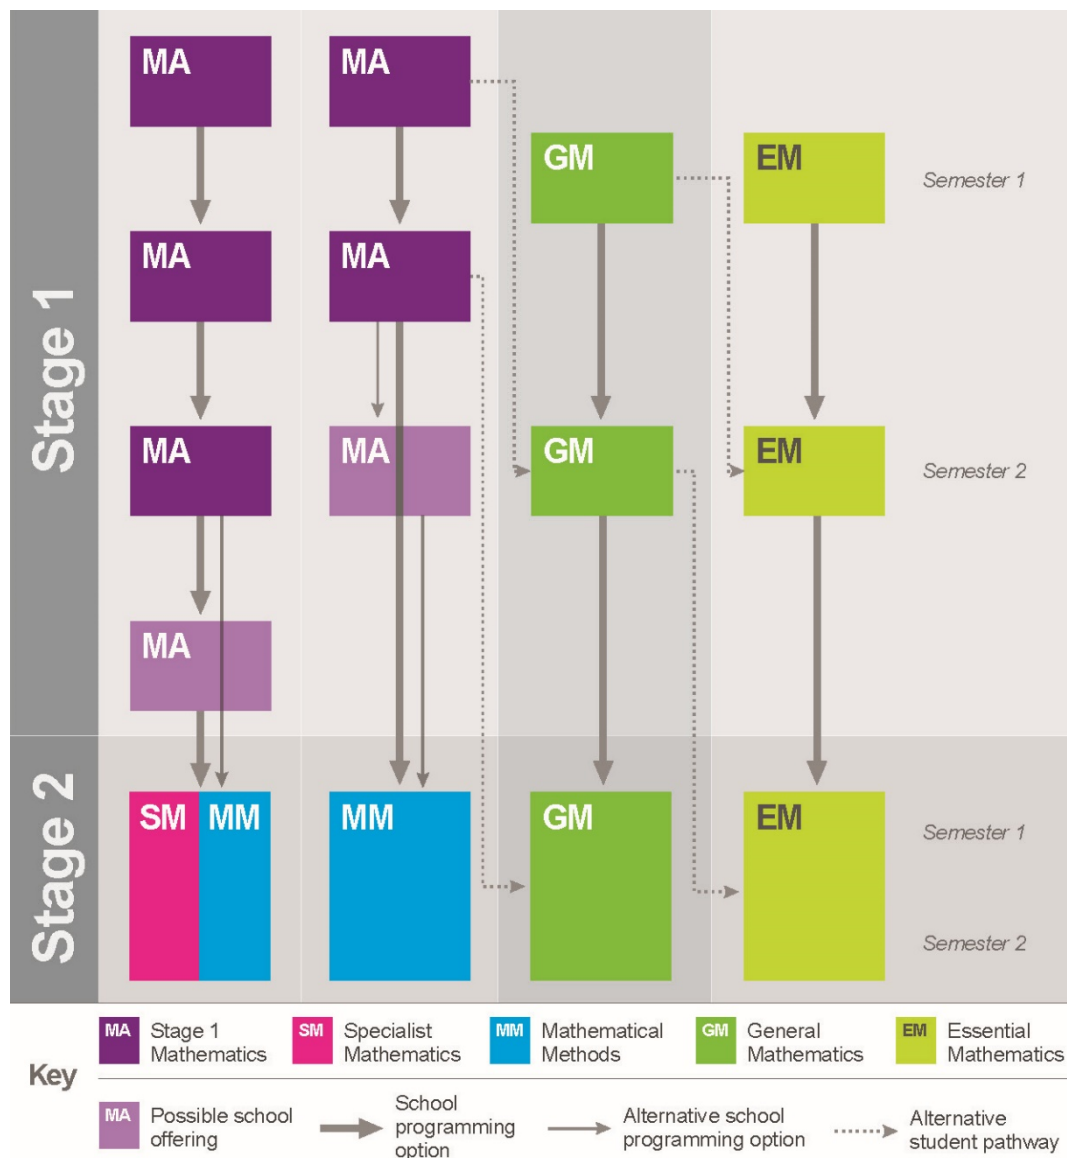 Stage 1
MA
MA
GM
EM
Semester 1
MA
MA
MA
MA
GM
EM
Semester 2
MA
Stage 2
SM
MM
MM
GM
EM
Semester 1
Semester 2
Key
MA
Stage 1
Mathematics
SM
Specialist
Mathematics
MM
Mathematical
Methods
GM
General
Mathematics
EM
Essential
Mathematics
MA
Possible school
offering
School
programming
option
Alternative school
programming option
Alternative
student pathway